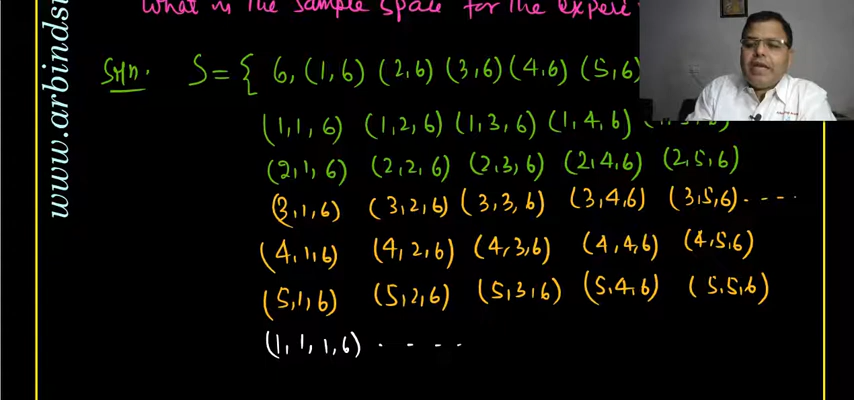 What is the sample space for the experi
Soln. S = { 6, (1,6) (2,6) (3,6) (4,6) (5,6)
(1,1,6) (1,2,6) (1,3,6) (1,4,6)
(2,1,6) (2,2,6) (2,3,6) (2,4,6) (2,5,6)
(3,1,6) (3,2,6) (3,3,6) (3,4,6) (3,5,6) ----
(4,1,6) (4,2,6) (4,3,6) (4,4,6) (4,5,6)
(5,1,6) (5,2,6) (5,3,6) (5,4,6) (5,5,6)
(1,1,1,6) - - - -
www.arbindsi